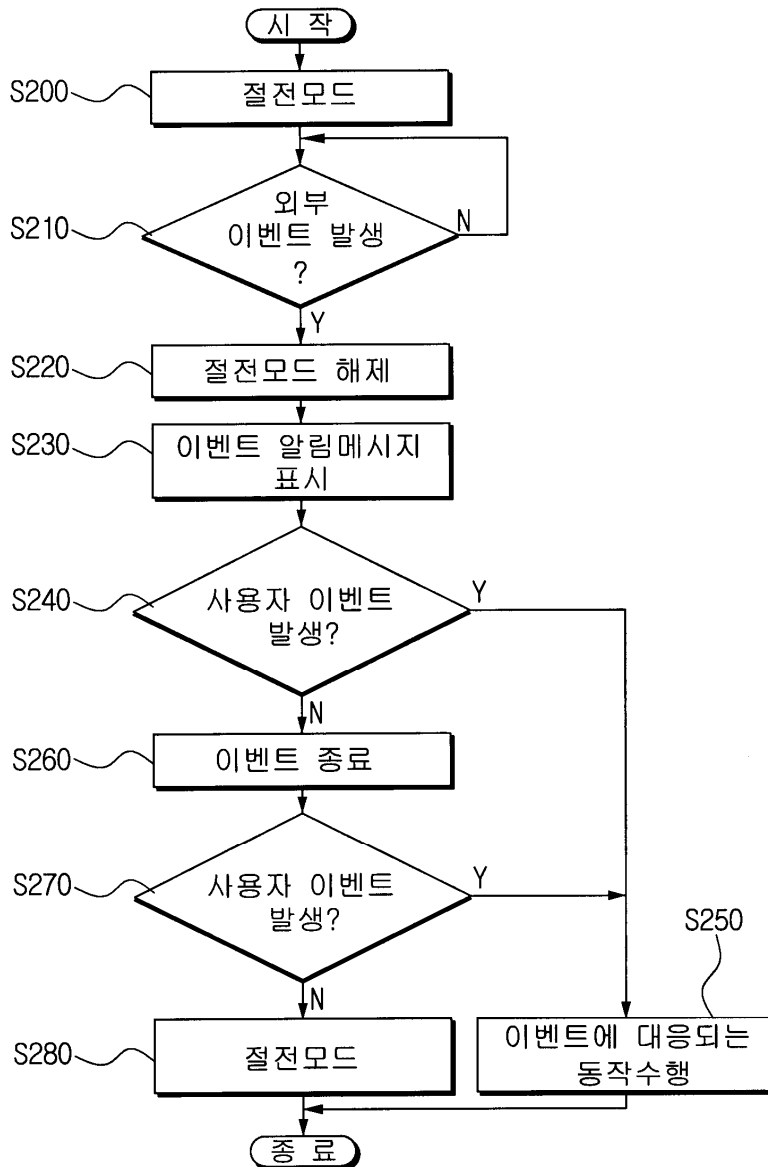 시 작
S200
절전모드
S210
외부
이벤트 발생
?
N
Y
S220
절전모드 해제
S230
이벤트 알림메시지
표시
S240
사용자 이벤트
발생?
Y
N
S260
이벤트 종료
S270
사용자 이벤트
발생?
Y
N
S250
S280
절전모드
이벤트에 대응되는
동작수행
종 료